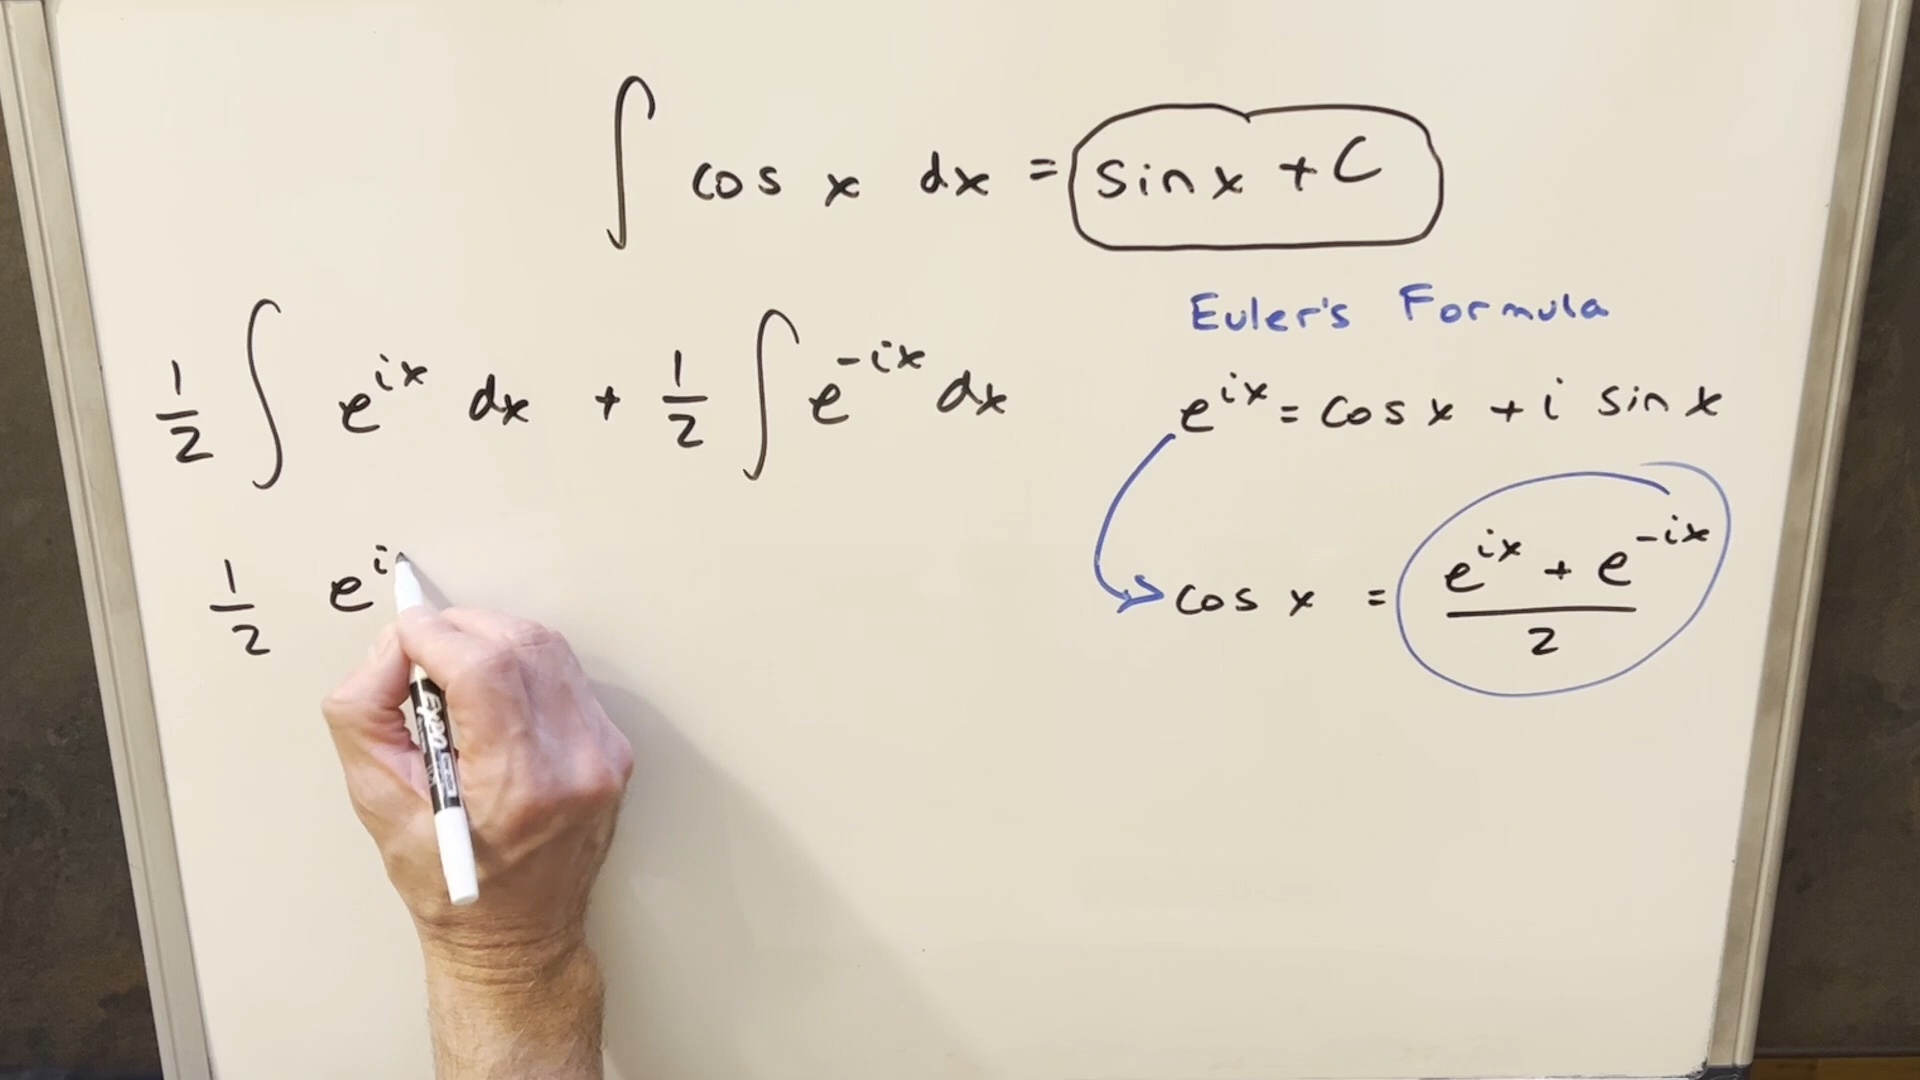 ∫ cos x dx = sin x + C
Euler's Formula
1/2 ∫ e^{ix} dx + 1/2 ∫ e^{-ix} dx
e^{ix} = cos x + i sin x
cos x = (e^{ix} + e^{-ix})/2
1/2 e^i
EXPO